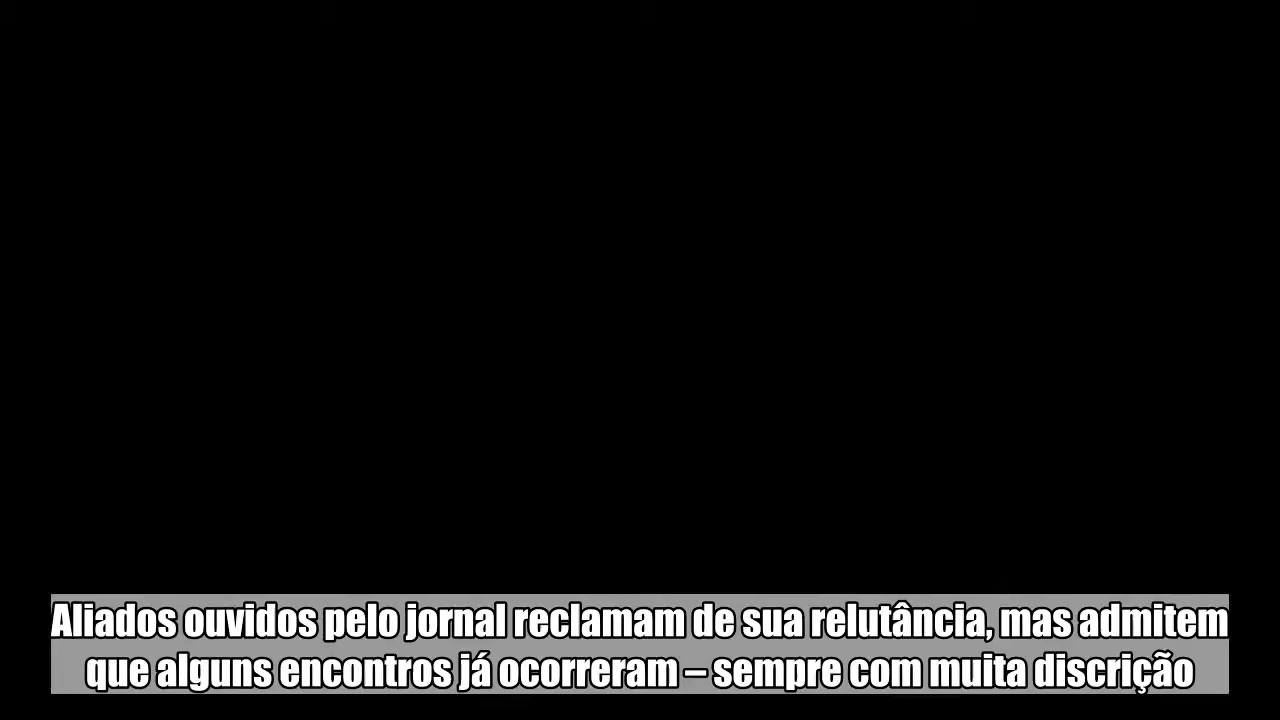 Aliados ouvidos pelo jornal reclamam de sua relutância, mas admitem
que alguns encontros já ocorreram – sempre com muita discrição